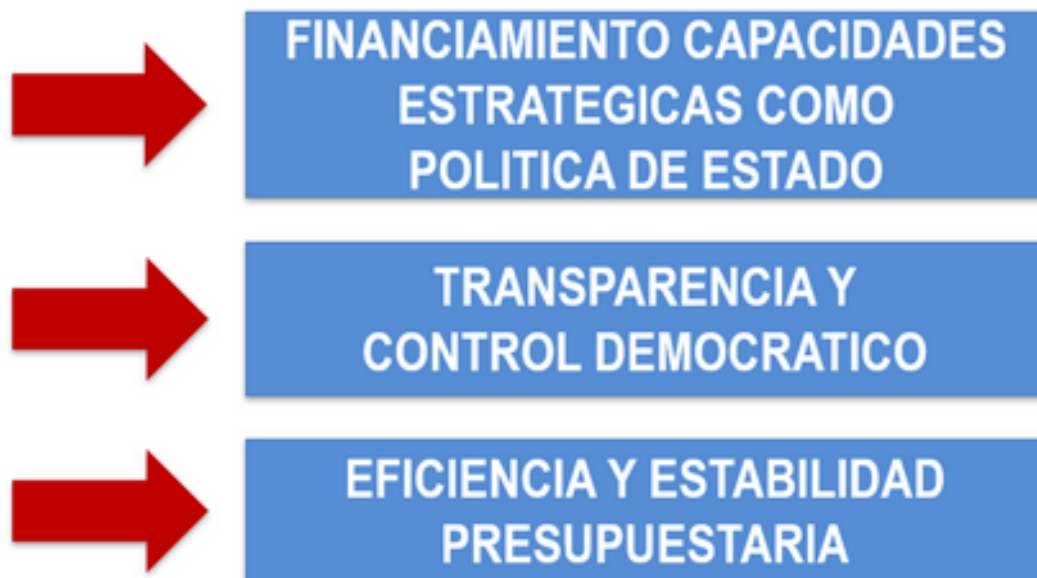 FINANCIAMIENTO CAPACIDADES
ESTRATEGICAS COMO
POLITICA DE ESTADO
TRANSPARENCIA Y
CONTROL DEMOCRATICO
EFICIENCIA Y ESTABILIDAD
PRESUPUESTARIA